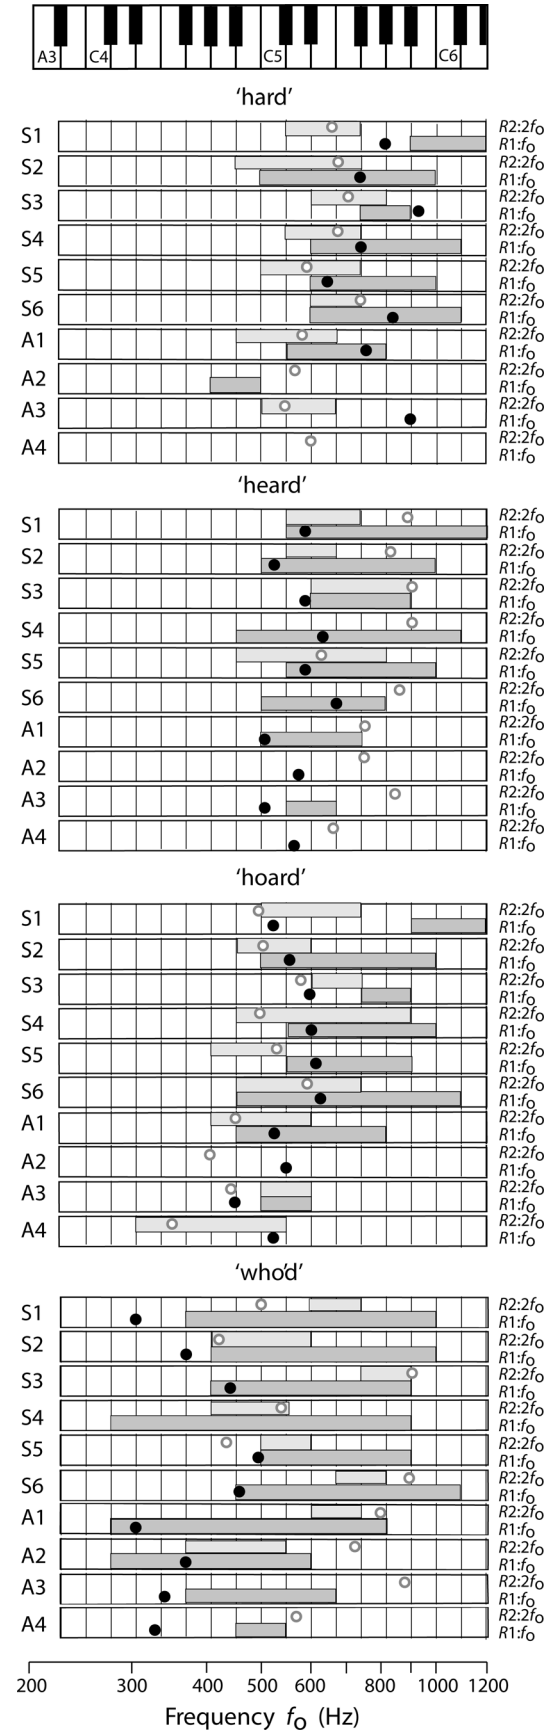 A3 C4 C5 C6
'hard'
S1 R2:2fo
R1:fo
S2 R2:2fo
R1:fo
S3 R2:2fo
R1:fo
S4 R2:2fo
R1:fo
S5 R2:2fo
R1:fo
S6 R2:2fo
R1:fo
A1 R2:2fo
R1:fo
A2 R2:2fo
R1:fo
A3 R2:2fo
R1:fo
A4 R2:2fo
R1:fo
'heard'
S1 R2:2fo
R1:fo
S2 R2:2fo
R1:fo
S3 R2:2fo
R1:fo
S4 R2:2fo
R1:fo
S5 R2:2fo
R1:fo
S6 R2:2fo
R1:fo
A1 R2:2fo
R1:fo
A2 R2:2fo
R1:fo
A3 R2:2fo
R1:fo
A4 R2:2fo
R1:fo
'hoard'
S1 R2:2fo
R1:fo
S2 R2:2fo
R1:fo
S3 R2:2fo
R1:fo
S4 R2:2fo
R1:fo
S5 R2:2fo
R1:fo
S6 R2:2fo
R1:fo
A1 R2:2fo
R1:fo
A2 R2:2fo
R1:fo
A3 R2:2fo
R1:fo
A4 R2:2fo
R1:fo
'who'd'
S1 R2:2fo
R1:fo
S2 R2:2fo
R1:fo
S3 R2:2fo
R1:fo
S4 R2:2fo
R1:fo
S5 R2:2fo
R1:fo
S6 R2:2fo
R1:fo
A1 R2:2fo
R1:fo
A2 R2:2fo
R1:fo
A3 R2:2fo
R1:fo
A4 R2:2fo
R1:fo
200 300 400 500 600 800 1000 1200
Frequency fo (Hz)